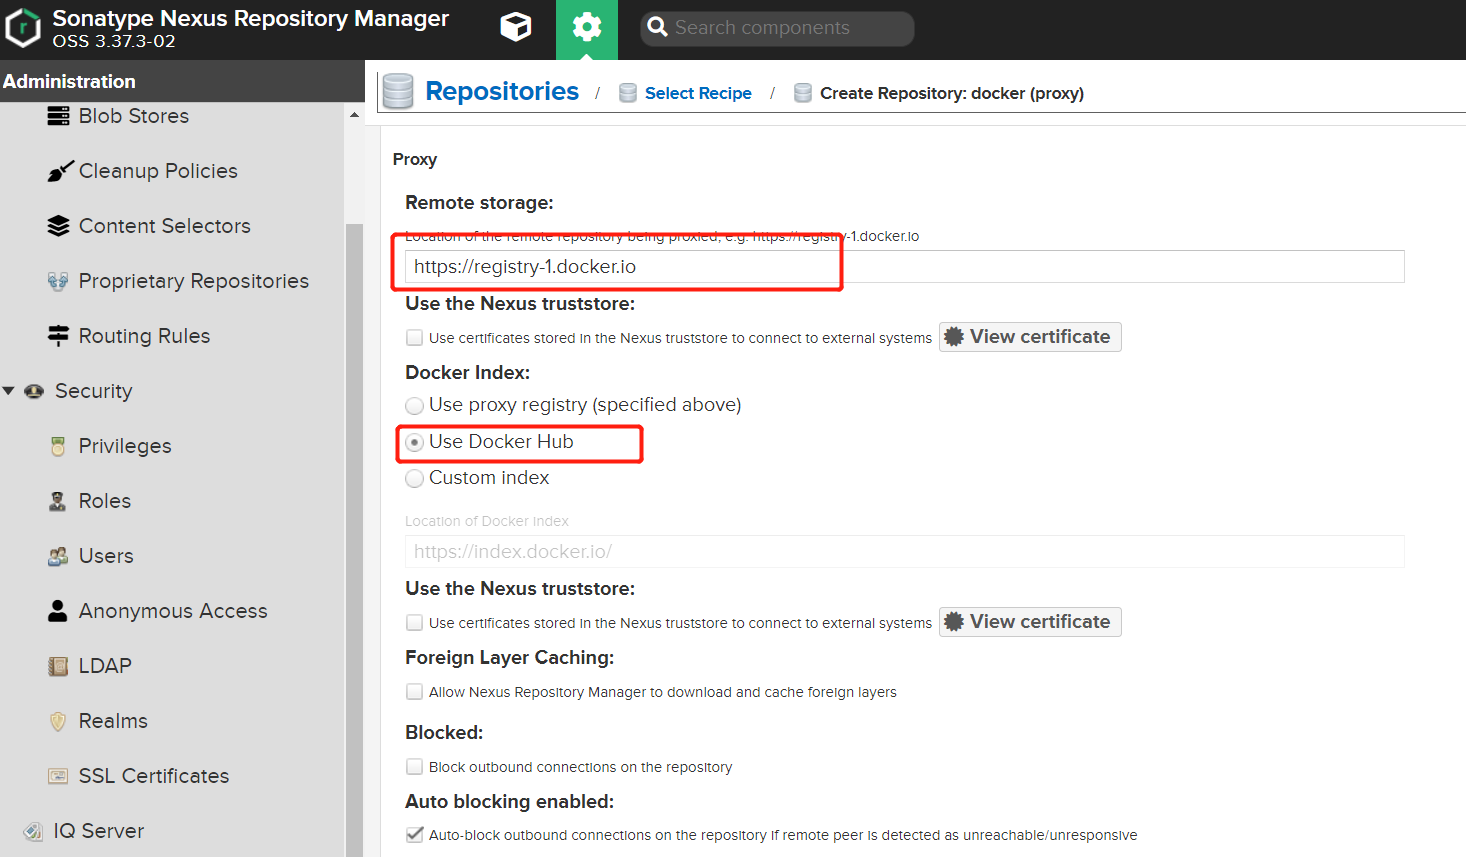 Sonatype Nexus Repository Manager
OSS 3.37.3-02
Search components
Administration
Blob Stores
Cleanup Policies
Content Selectors
Proprietary Repositories
Routing Rules
Security
Privileges
Roles
Users
Anonymous Access
LDAP
Realms
SSL Certificates
IQ Server
Repositories / Select Recipe / Create Repository: docker (proxy)
Proxy
Remote storage:
Location of the remote repository being proxied, e.g. https://registry-1.docker.io
https://registry-1.docker.io
Use the Nexus truststore:
Use certificates stored in the Nexus truststore to connect to external systems View certificate
Docker Index:
Use proxy registry (specified above)
Use Docker Hub
Custom index
Location of Docker index
https://index.docker.io/
Use the Nexus truststore:
Use certificates stored in the Nexus truststore to connect to external systems View certificate
Foreign Layer Caching:
Allow Nexus Repository Manager to download and cache foreign layers
Blocked:
Block outbound connections on the repository
Auto blocking enabled:
Auto-block outbound connections on the repository if remote peer is detected as unreachable/unresponsive